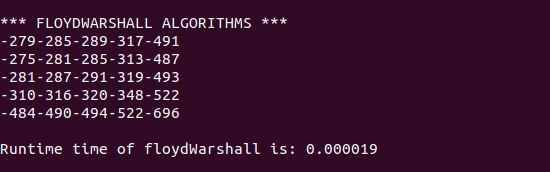 *** FLOYDWARSHALL ALGORITHMS ***
-279-285-289-317-491
-275-281-285-313-487
-281-287-291-319-493
-310-316-320-348-522
-484-490-494-522-696
Runtime time of floydWarshall is: 0.000019